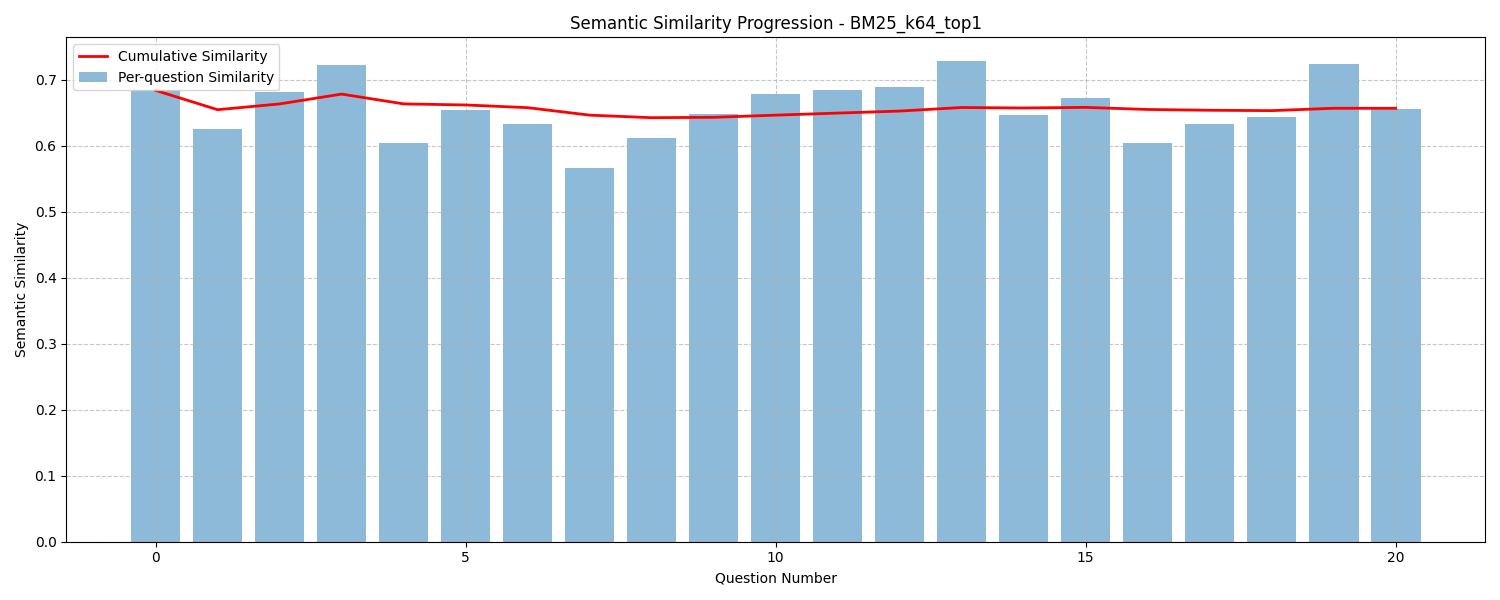 Semantic Similarity Progression - BM25_k64_top1
Cumulative Similarity
Per-question Similarity
Semantic Similarity
0.7
0.6
0.5
0.4
0.3
0.2
0.1
0.0
0 5 10 15 20
Question Number